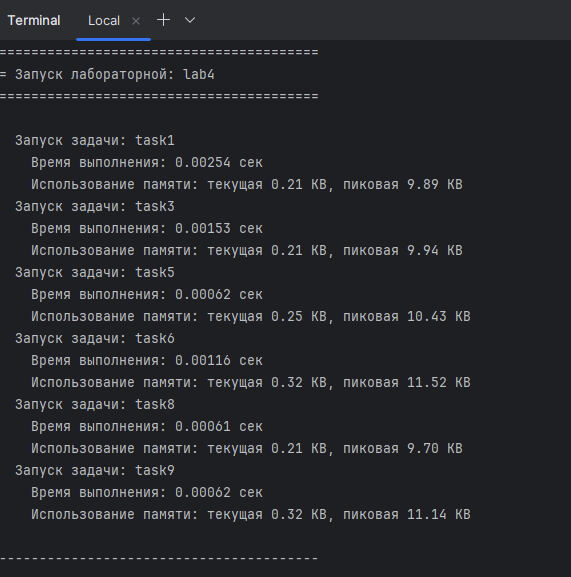 Terminal Local × + ⌄
========================================
= Запуск лабораторной: lab4
========================================
Запуск задачи: task1
Время выполнения: 0.00254 сек
Использование памяти: текущая 0.21 KB, пиковая 9.89 KB
Запуск задачи: task3
Время выполнения: 0.00153 сек
Использование памяти: текущая 0.21 KB, пиковая 9.94 KB
Запуск задачи: task5
Время выполнения: 0.00062 сек
Использование памяти: текущая 0.25 KB, пиковая 10.43 KB
Запуск задачи: task6
Время выполнения: 0.00116 сек
Использование памяти: текущая 0.32 KB, пиковая 11.52 KB
Запуск задачи: task8
Время выполнения: 0.00061 сек
Использование памяти: текущая 0.21 KB, пиковая 9.70 KB
Запуск задачи: task9
Время выполнения: 0.00062 сек
Использование памяти: текущая 0.32 KB, пиковая 11.14 KB
----------------------------------------